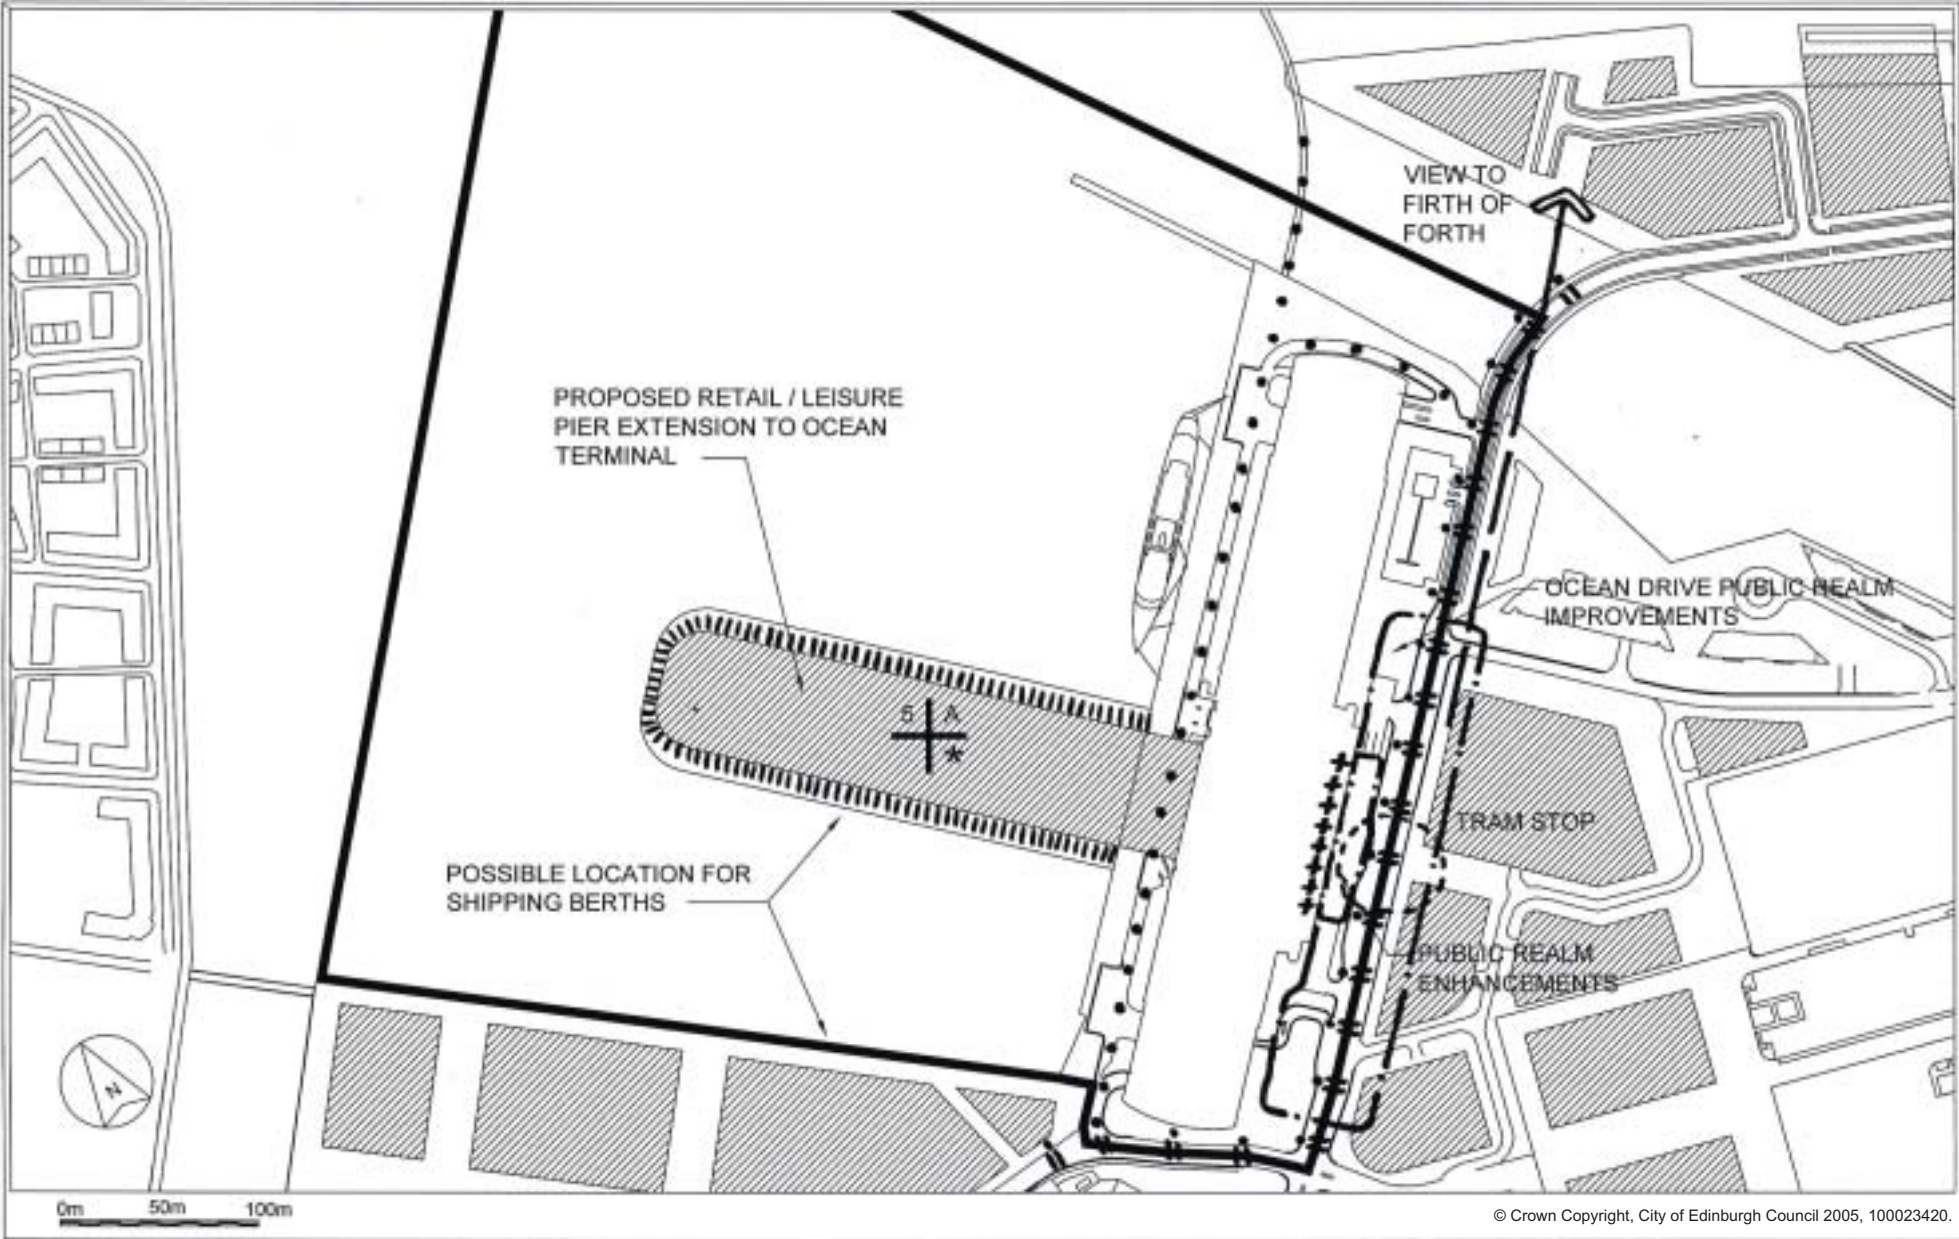 VIEW TO
FIRTH OF
FORTH
PROPOSED RETAIL / LEISURE
PIER EXTENSION TO OCEAN
TERMINAL
OCEAN DRIVE PUBLIC REALM
IMPROVEMENTS
5 A
*
TRAM STOP
POSSIBLE LOCATION FOR
SHIPPING BERTHS
PUBLIC REALM
ENHANCEMENTS
N
0m 50m 100m
© Crown Copyright, City of Edinburgh Council 2005, 100023420.